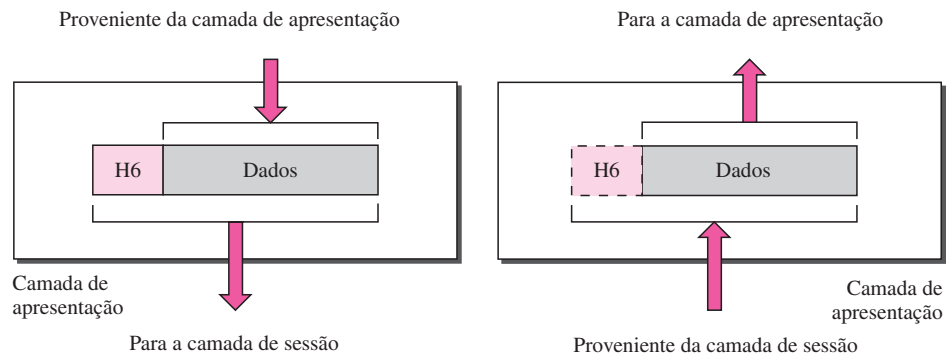 Proveniente da camada de apresentação
H6
Dados
Camada de
apresentação
Para a camada de sessão
Para a camada de apresentação
H6
Dados
Camada de
apresentação
Proveniente da camada de sessão